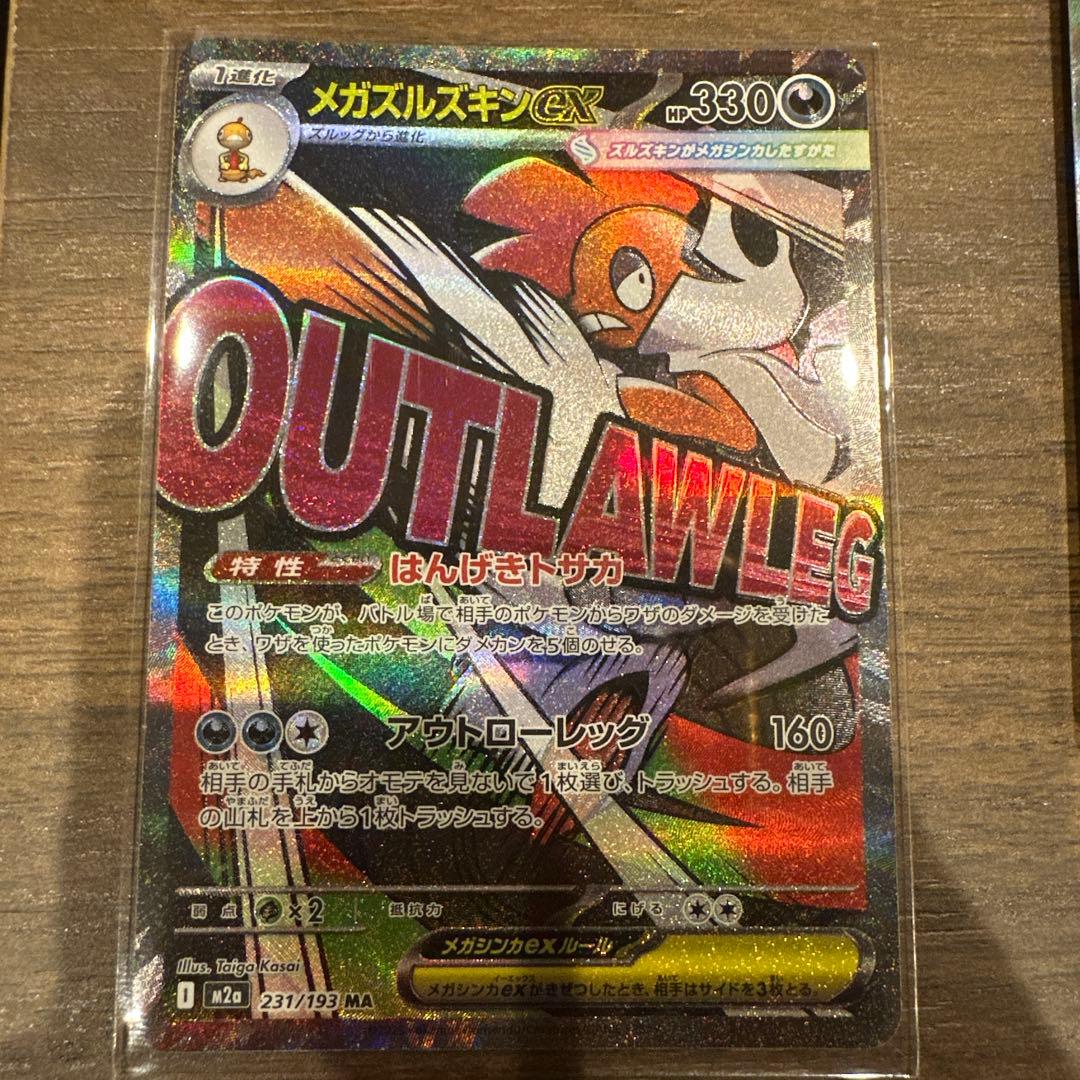 1進化
メガズルズキンex
HP330
ズルッグから進化
ズルズキンがメガシンカしたすがた
OUTLAW LEG
特性 はんげきトサカ
このポケモンが、バトル場で相手のポケモンからワザのダメージを受けた
とき、ワザを使ったポケモンにダメカンを5個のせる。
アウトローレッグ 160
相手の手札からオモテを見ないで1枚選び、トラッシュする。相手
の山札を上から1枚トラッシュする。
弱点 ×2 抵抗力 にげる
メガシンカexルール
メガシンカexがきぜつしたとき、相手はサイドを3枚とる。
Illus. Taiga Kasai
I M2a 231/193 MA